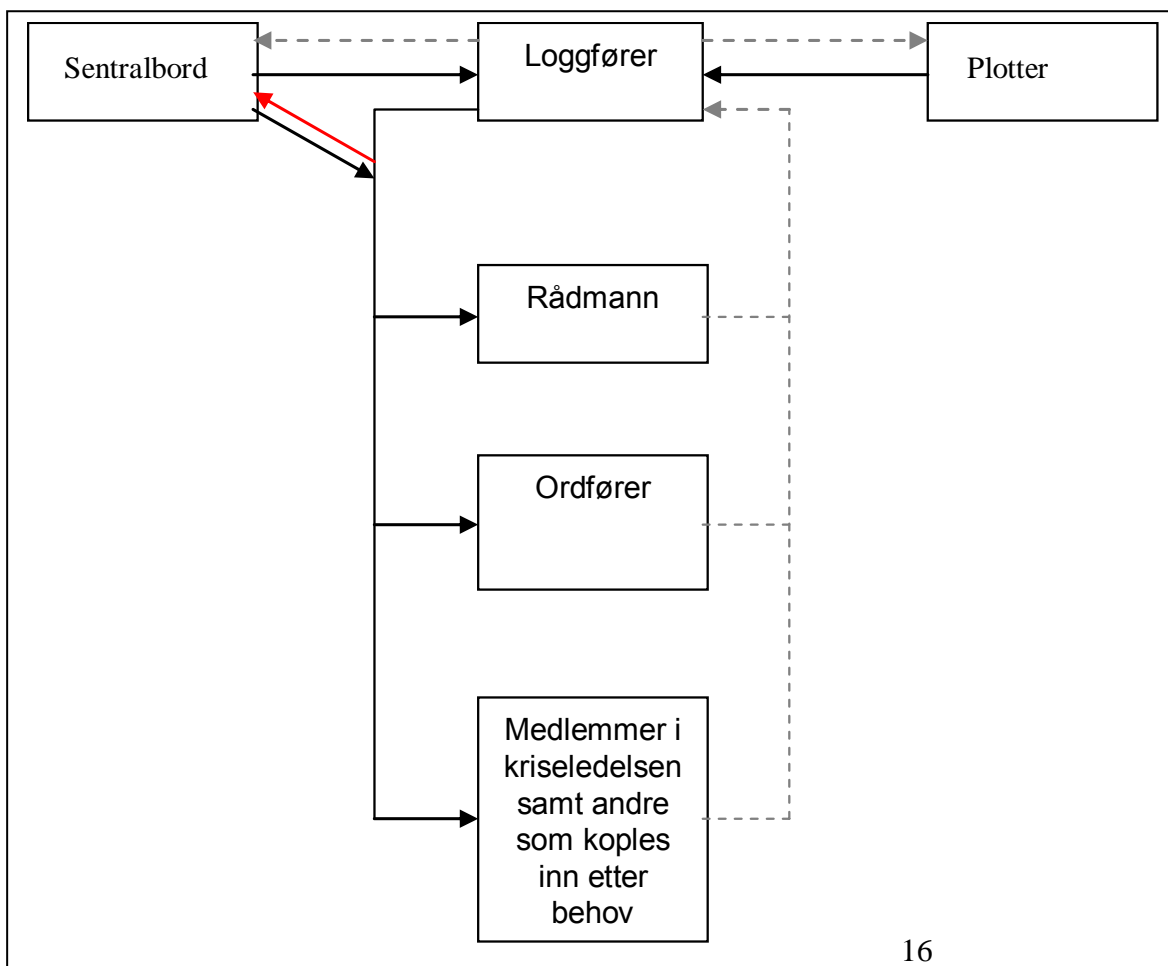 Sentralbord
Loggfører
Plotter
Rådmann
Ordfører
Medlemmer i
kriseledelsen
samt andre
som koples
inn etter
behov
16